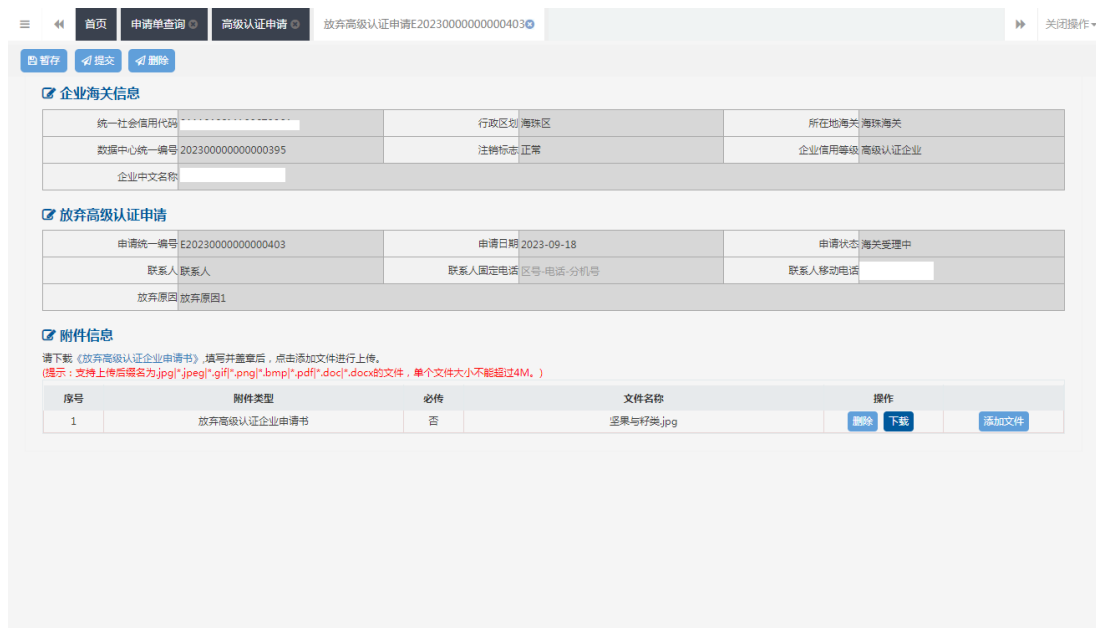 首页 申请单查询 高级认证申请 放弃高级认证申请E20230000000000403 关闭操作
暂存 提交 删除
企业海关信息
统一社会信用代码 行政区划 海珠区 所在地海关 海珠海关
数据中心统一编号 202300000000000395 注销标志 正常 企业信用等级 高级认证企业
企业中文名称
放弃高级认证申请
申请统一编号 E20230000000000403 申请日期 2023-09-18 申请状态 海关受理中
联系人 联系人 联系人固定电话 区号-电话-分机号 联系人移动电话
放弃原因 放弃原因1
附件信息
请下载《放弃高级认证企业申请书》,填写并盖章后，点击添加文件进行上传。
(提示：支持上传后缀名为.jpg|*.jpeg|*.gif|*.png|*.bmp|*.pdf|*.doc|*.docx的文件，单个文件大小不能超过4M。)
序号 附件类型 必传 文件名称 操作
1 放弃高级认证企业申请书 否 坚果与籽类.jpg 删除 下载 添加文件